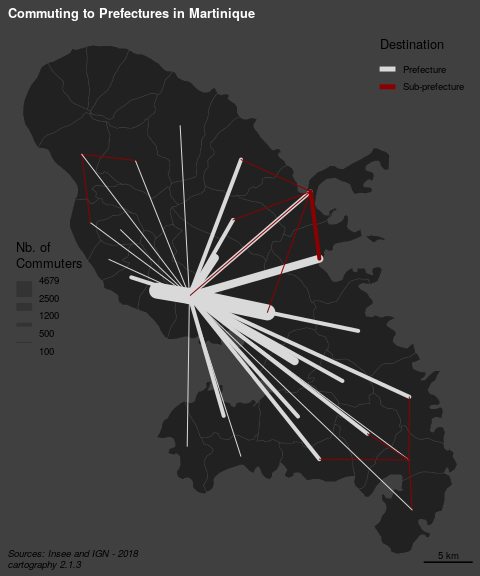 Commuting to Prefectures in Martinique
Destination
Prefecture
Sub-prefecture
Nb. of
Commuters
4679
2500
1200
500
100
Sources: Insee and IGN - 2018
cartography 2.1.3
5 km